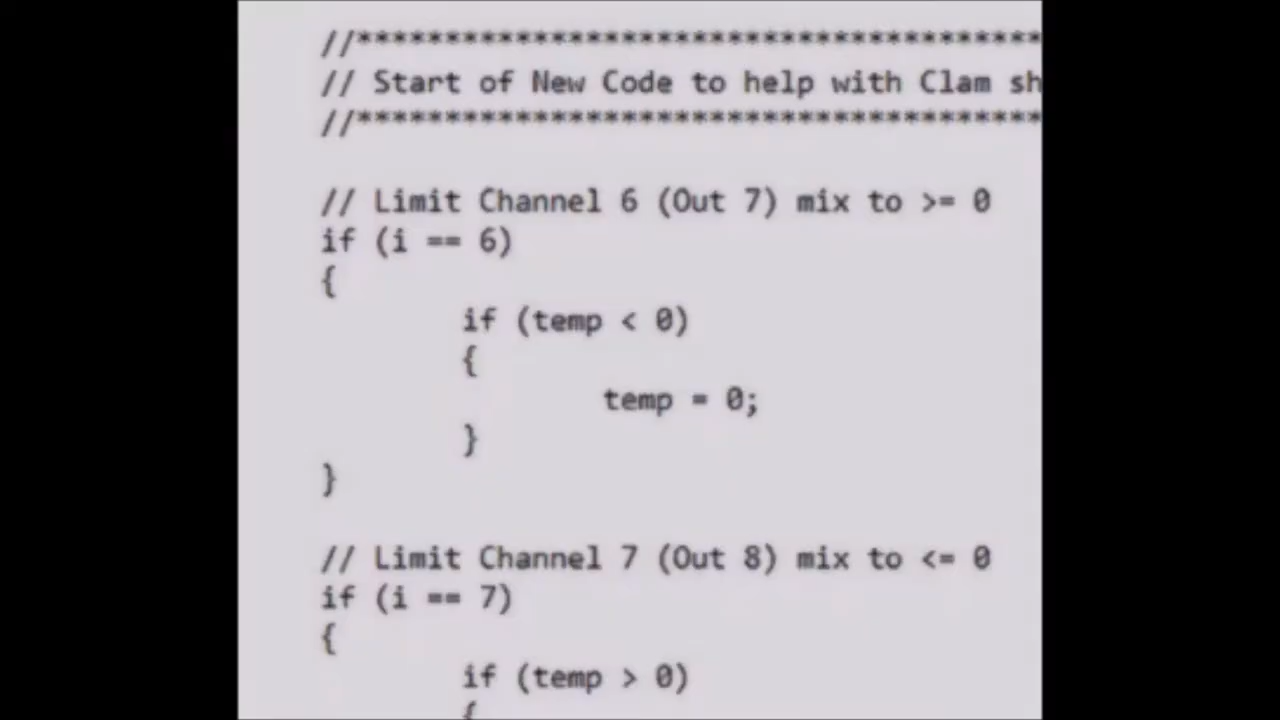 //***************************************
// Start of New Code to help with Clam sh
//***************************************
// Limit Channel 6 (Out 7) mix to >= 0
if (i == 6)
{
if (temp < 0)
{
temp = 0;
}
}
// Limit Channel 7 (Out 8) mix to <= 0
if (i == 7)
{
if (temp > 0)
{